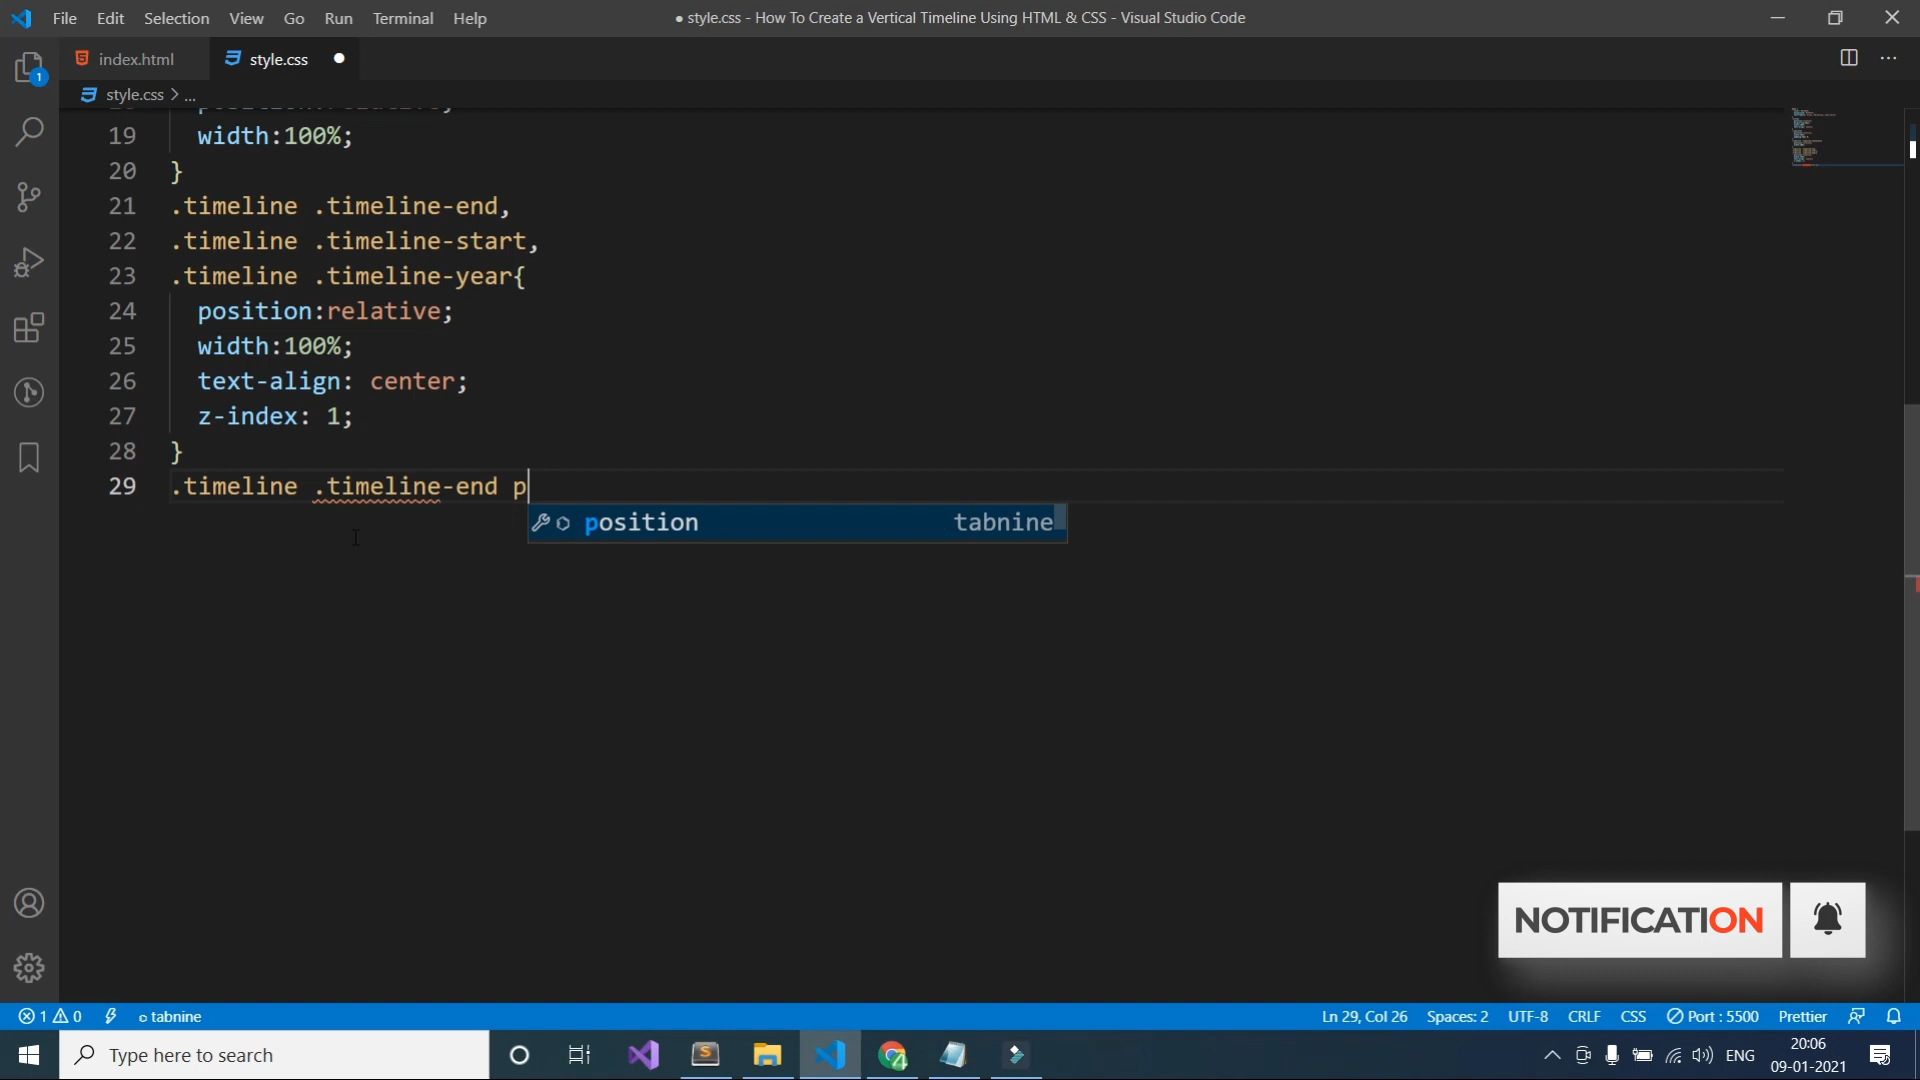 File Edit Selection View Go Run Terminal Help
● style.css - How To Create a Vertical Timeline Using HTML & CSS - Visual Studio Code
index.html
style.css ●
style.css > ...
1
19 width:100%;
20 }
21 .timeline .timeline-end,
22 .timeline .timeline-start,
23 .timeline .timeline-year{
24 position:relative;
25 width:100%;
26 text-align: center;
27 z-index: 1;
28 }
29 .timeline .timeline-end p
position tabnine
NOTIFICATION
1 0 tabnine
Ln 29, Col 26 Spaces: 2 UTF-8 CRLF CSS Port : 5500 Prettier
Type here to search
ENG
20:06
09-01-2021